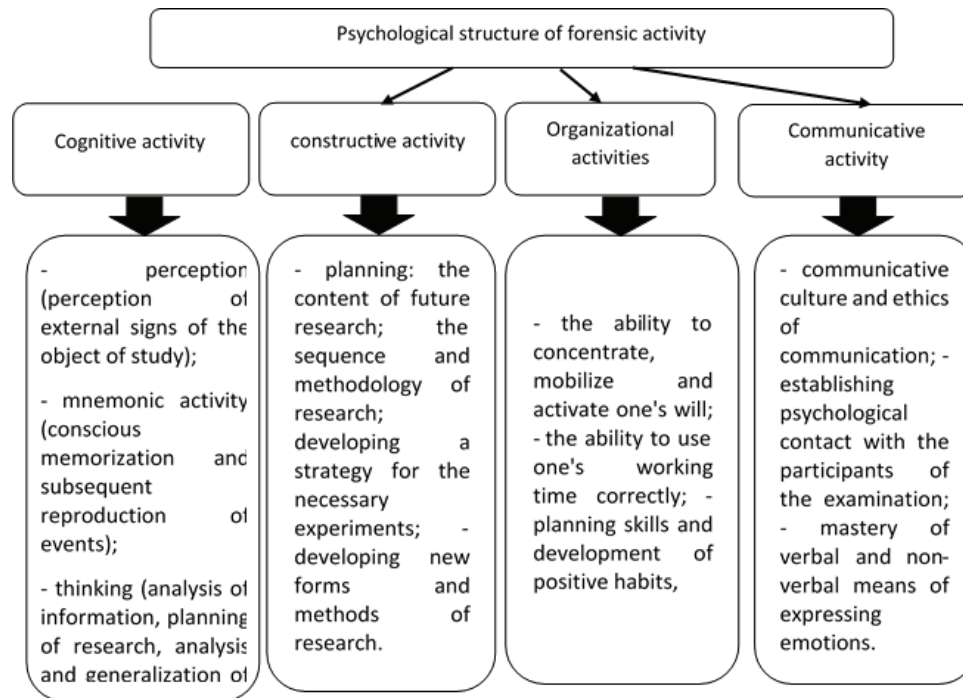 Psychological structure of forensic activity
Cognitive activity
constructive activity
Organizational
activities
Communicative
activity
- perception
(perception of
external signs of the
object of study);
- mnemonic activity
(conscious
memorization and
subsequent
reproduction of
events);
- thinking (analysis of
information, planning
of research, analysis
and generalization of
- planning: the
content of future
research; the
sequence and
methodology of
research;
developing a
strategy for the
necessary
experiments; -
developing new
forms and
methods of
research.
- the ability to
concentrate,
mobilize and
activate one's will;
- the ability to use
one's working
time correctly; -
planning skills and
development of
positive habits,
- communicative
culture and ethics
of
communication; -
establishing
psychological
contact with the
participants of
the examination;
- mastery of
verbal and non-
verbal means of
expressing
emotions.